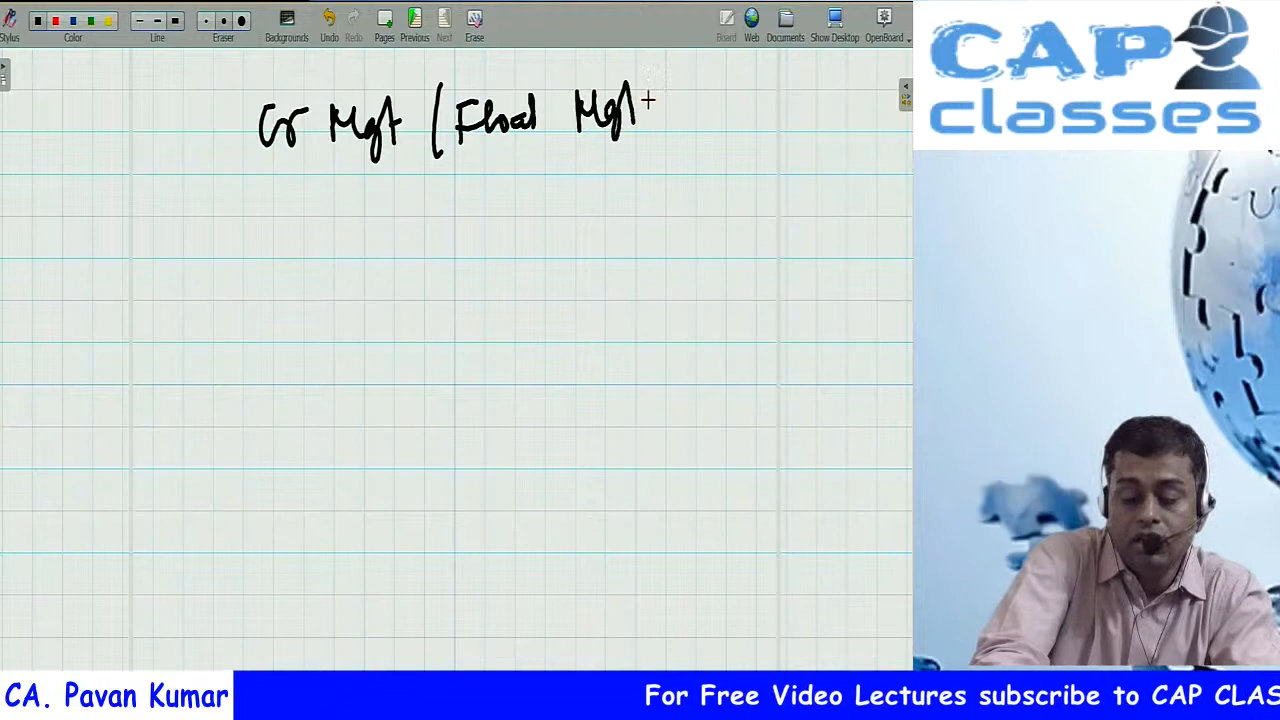 Stylus
Color
Line
Eraser
Backgrounds
Undo
Redo
Pages
Previous
Next
Erase
Board
Web
Documents
Show Desktop
OpenBoard
CAP
classes
Cr Mgt (Float Mgt
CA. Pavan Kumar
For Free Video Lectures subscribe to CAP CLAS